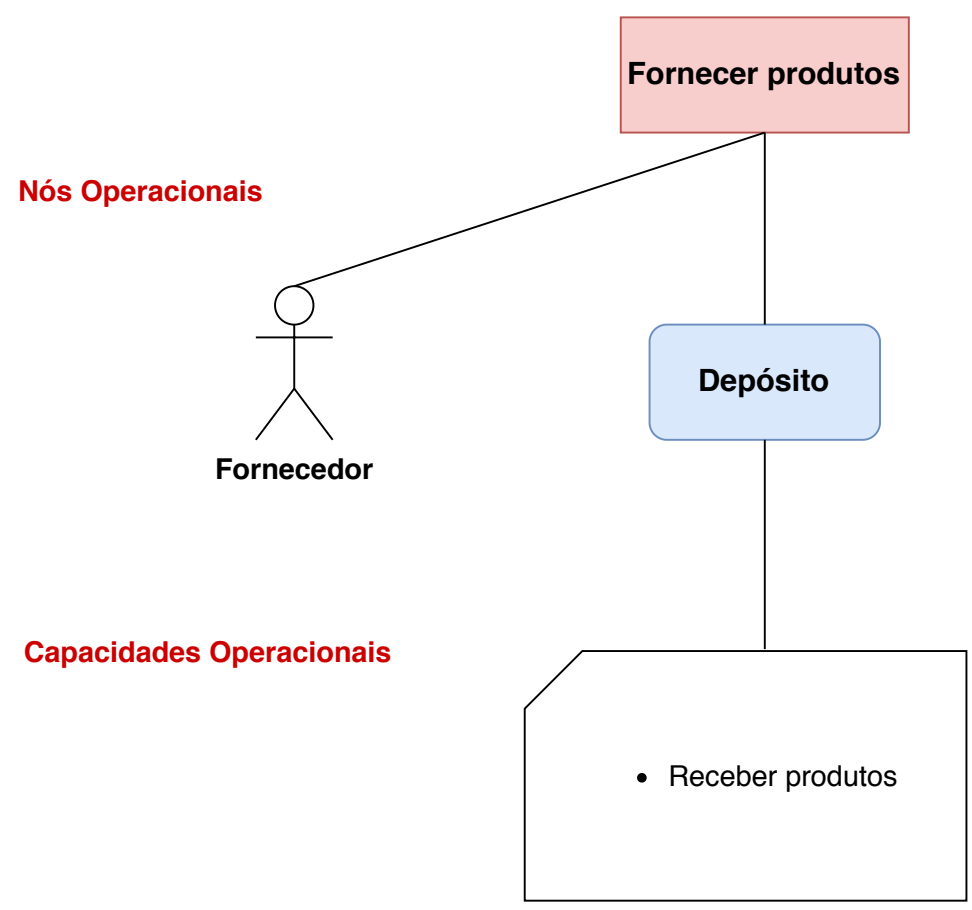 Fornecer produtos
Nós Operacionais
Depósito
Fornecedor
Capacidades Operacionais
• Receber produtos